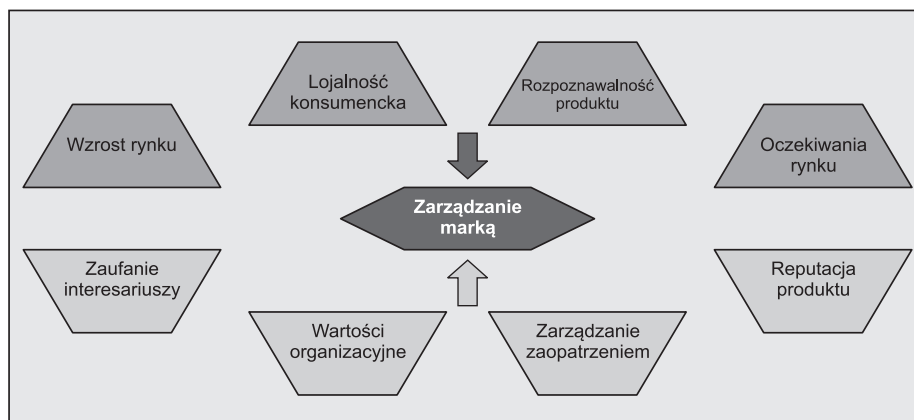 Lojalność
konsumencka
Rozpoznawalność
produktu
Wzrost rynku
Oczekiwania
rynku
Zarządzanie
marką
Zaufanie
interesariuszy
Reputacja
produktu
Wartości
organizacyjne
Zarządzanie
zaopatrzeniem